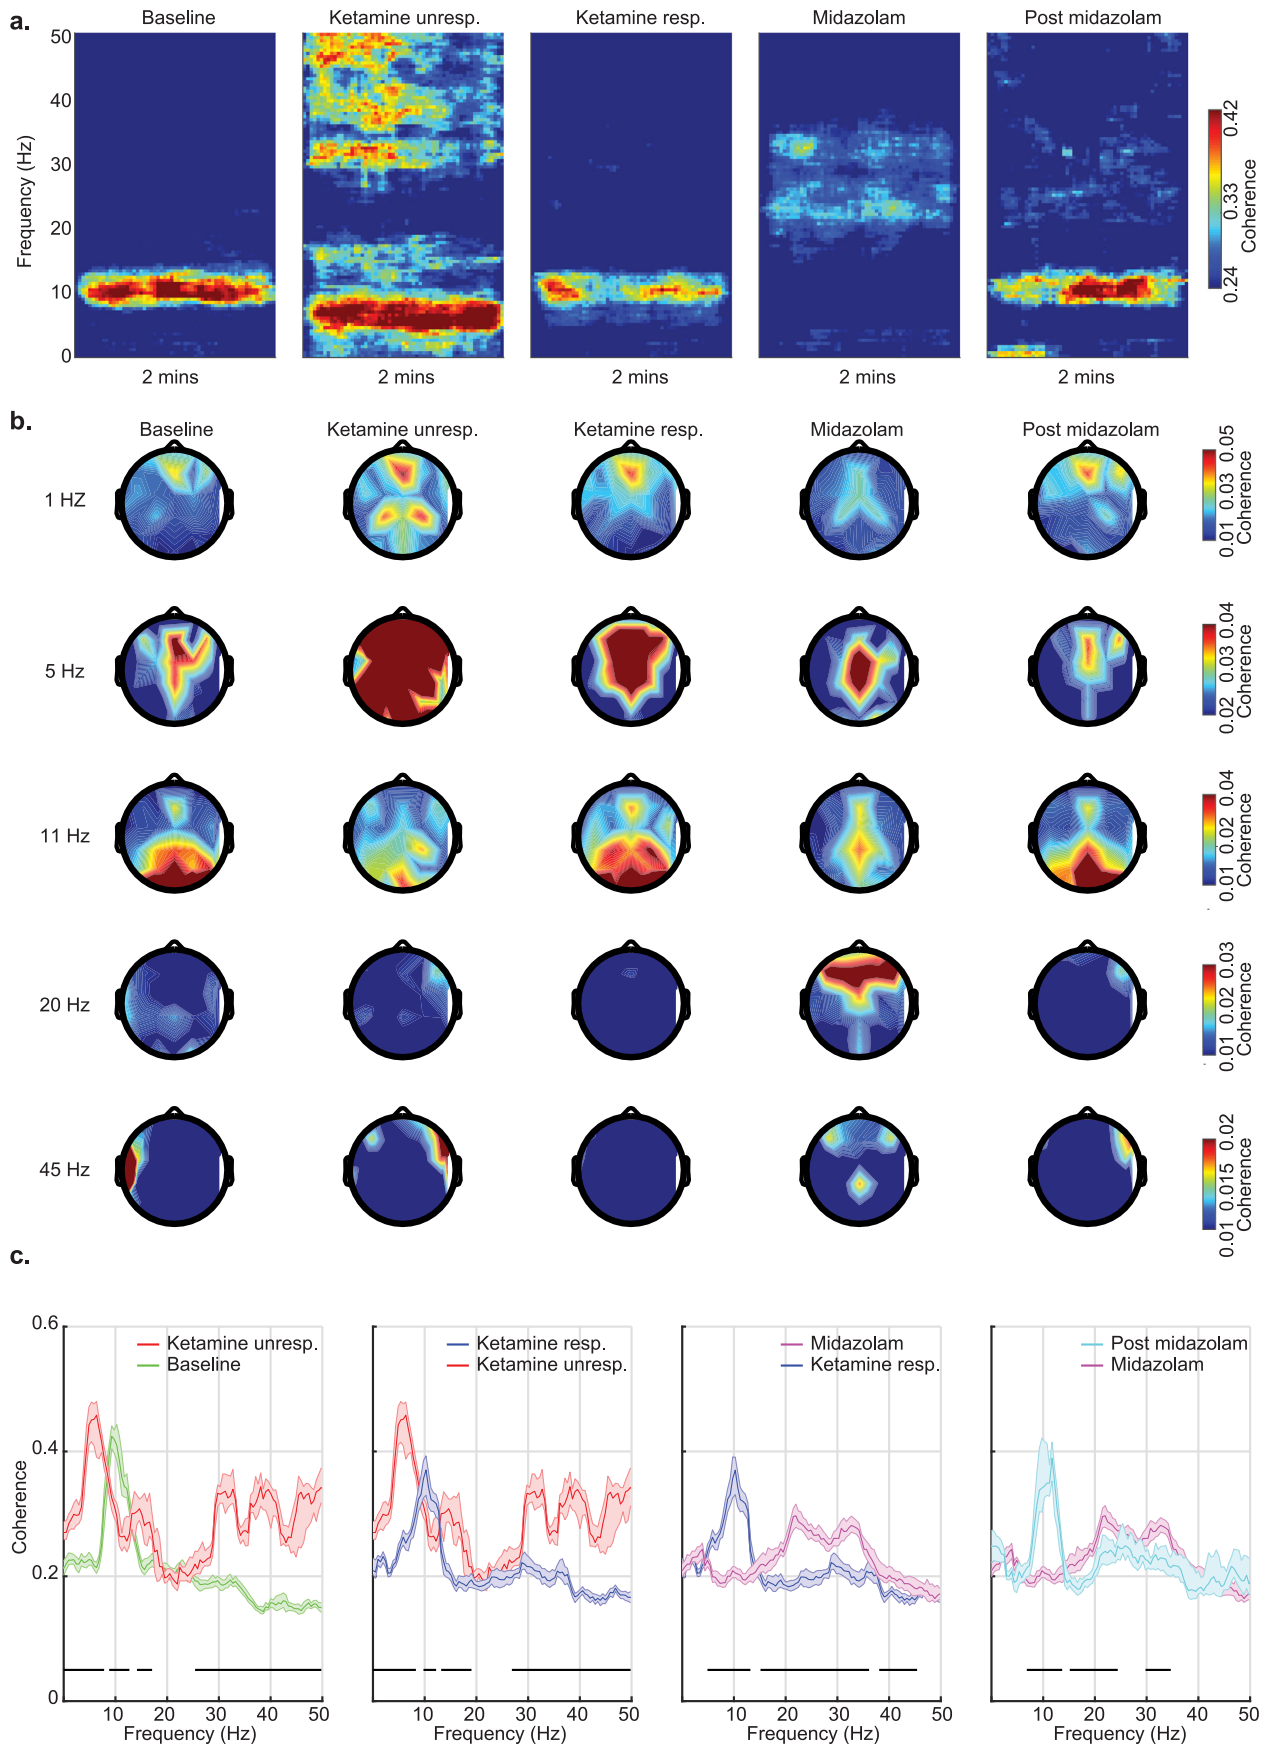 a.
Baseline
Ketamine unresp.
Ketamine resp.
Midazolam
Post midazolam
Frequency (Hz)
50
40
30
20
10
0
2 mins
2 mins
2 mins
2 mins
2 mins
0.24 0.33 0.42
Coherence
b.
Baseline
Ketamine unresp.
Ketamine resp.
Midazolam
Post midazolam
1 HZ
0.01 0.03 0.05
Coherence
5 Hz
0.02 0.03 0.04
Coherence
11 Hz
0.01 0.02 0.04
Coherence
20 Hz
0.01 0.02 0.03
Coherence
45 Hz
0.01 0.015 0.02
Coherence
c.
Coherence
0.6
0.4
0.2
0
Ketamine unresp.
Baseline
10 20 30 40 50
Frequency (Hz)
Ketamine resp.
Ketamine unresp.
10 20 30 40 50
Frequency (Hz)
Midazolam
Ketamine resp.
10 20 30 40 50
Frequency (Hz)
Post midazolam
Midazolam
10 20 30 40 50
Frequency (Hz)